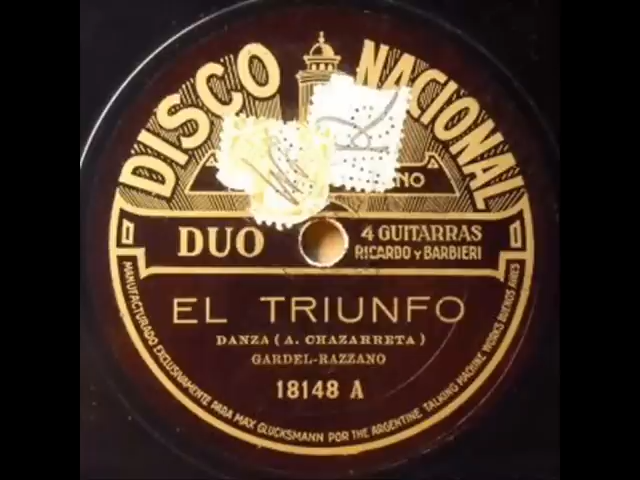 DISCO NACIONAL
DUO
4 GUITARRAS
RICARDO Y BARBIERI
EL TRIUNFO
DANZA (A. CHAZARRETA)
GARDEL-RAZZANO
18148 A
MANUFACTURADO EXCLUSIVAMENTE PARA MAX GLUCKSMANN POR THE ARGENTINE TALKING MACHINE WORKS BUENOS AIRES